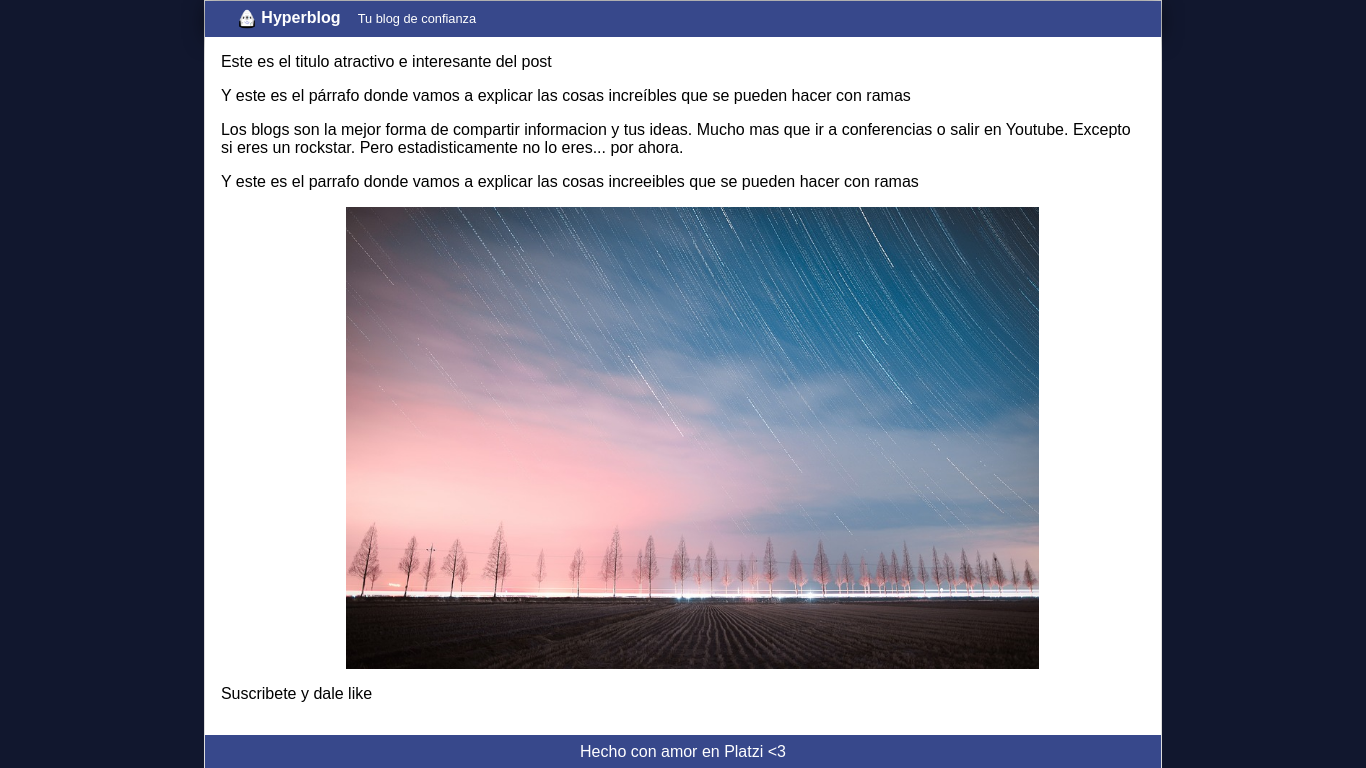 Hyperblog Tu blog de confianza
Este es el titulo atractivo e interesante del post
Y este es el párrafo donde vamos a explicar las cosas increíbles que se pueden hacer con ramas
Los blogs son la mejor forma de compartir informacion y tus ideas. Mucho mas que ir a conferencias o salir en Youtube. Excepto
si eres un rockstar. Pero estadisticamente no lo eres... por ahora.
Y este es el parrafo donde vamos a explicar las cosas increeibles que se pueden hacer con ramas
Suscribete y dale like
Hecho con amor en Platzi <3